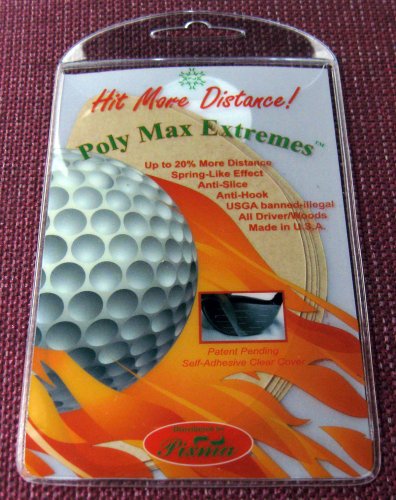 Hit More Distance!
Poly Max Extremes™
Up to 20% More Distance
Spring-Like Effect
Anti-Slice
Anti-Hook
USGA banned-illegal
All Driver/Woods
Made in U.S.A.
Patent Pending
Self-Adhesive Clear Cover
Pixma